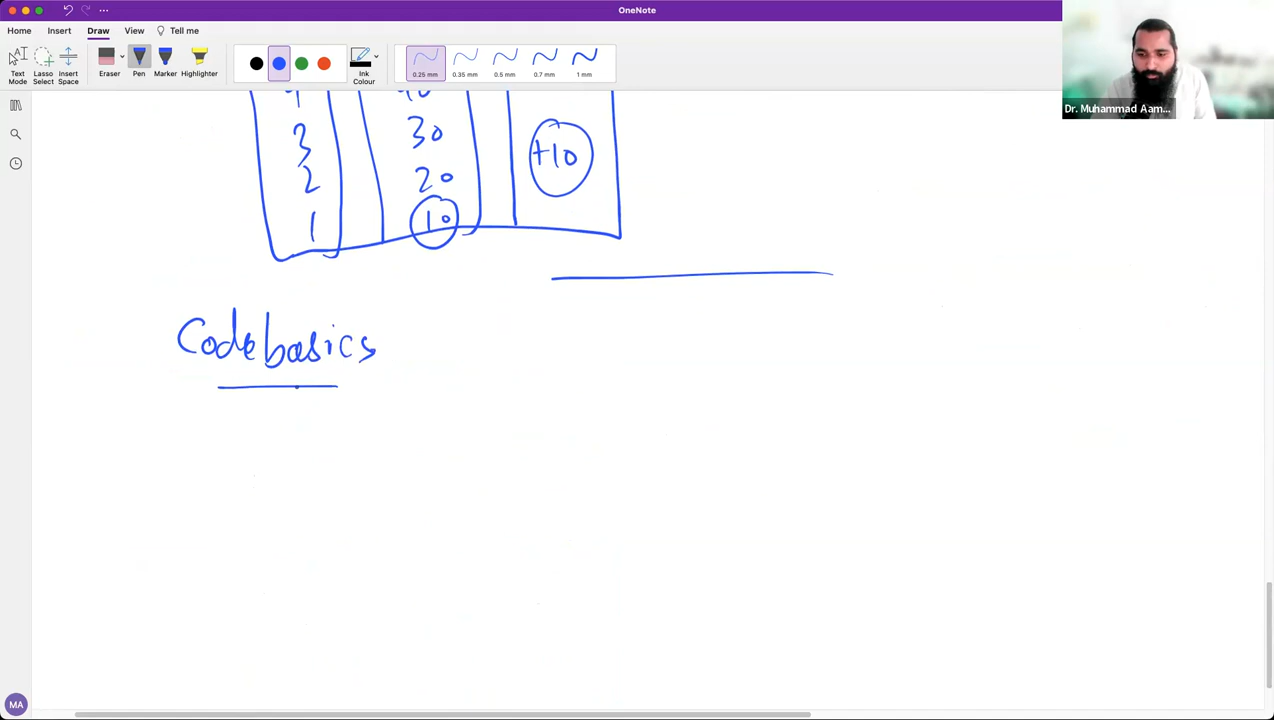 OneNote
Home Insert Draw View Tell me
Text Mode
Lasso Select
Insert Space
Eraser
Pen
Marker
Highlighter
Ink Colour
0.25 mm
0.35 mm
0.5 mm
0.7 mm
1 mm
Dr. Muhammad Aam...
3 30
+10
2 20
1 10
Codebasics
MA